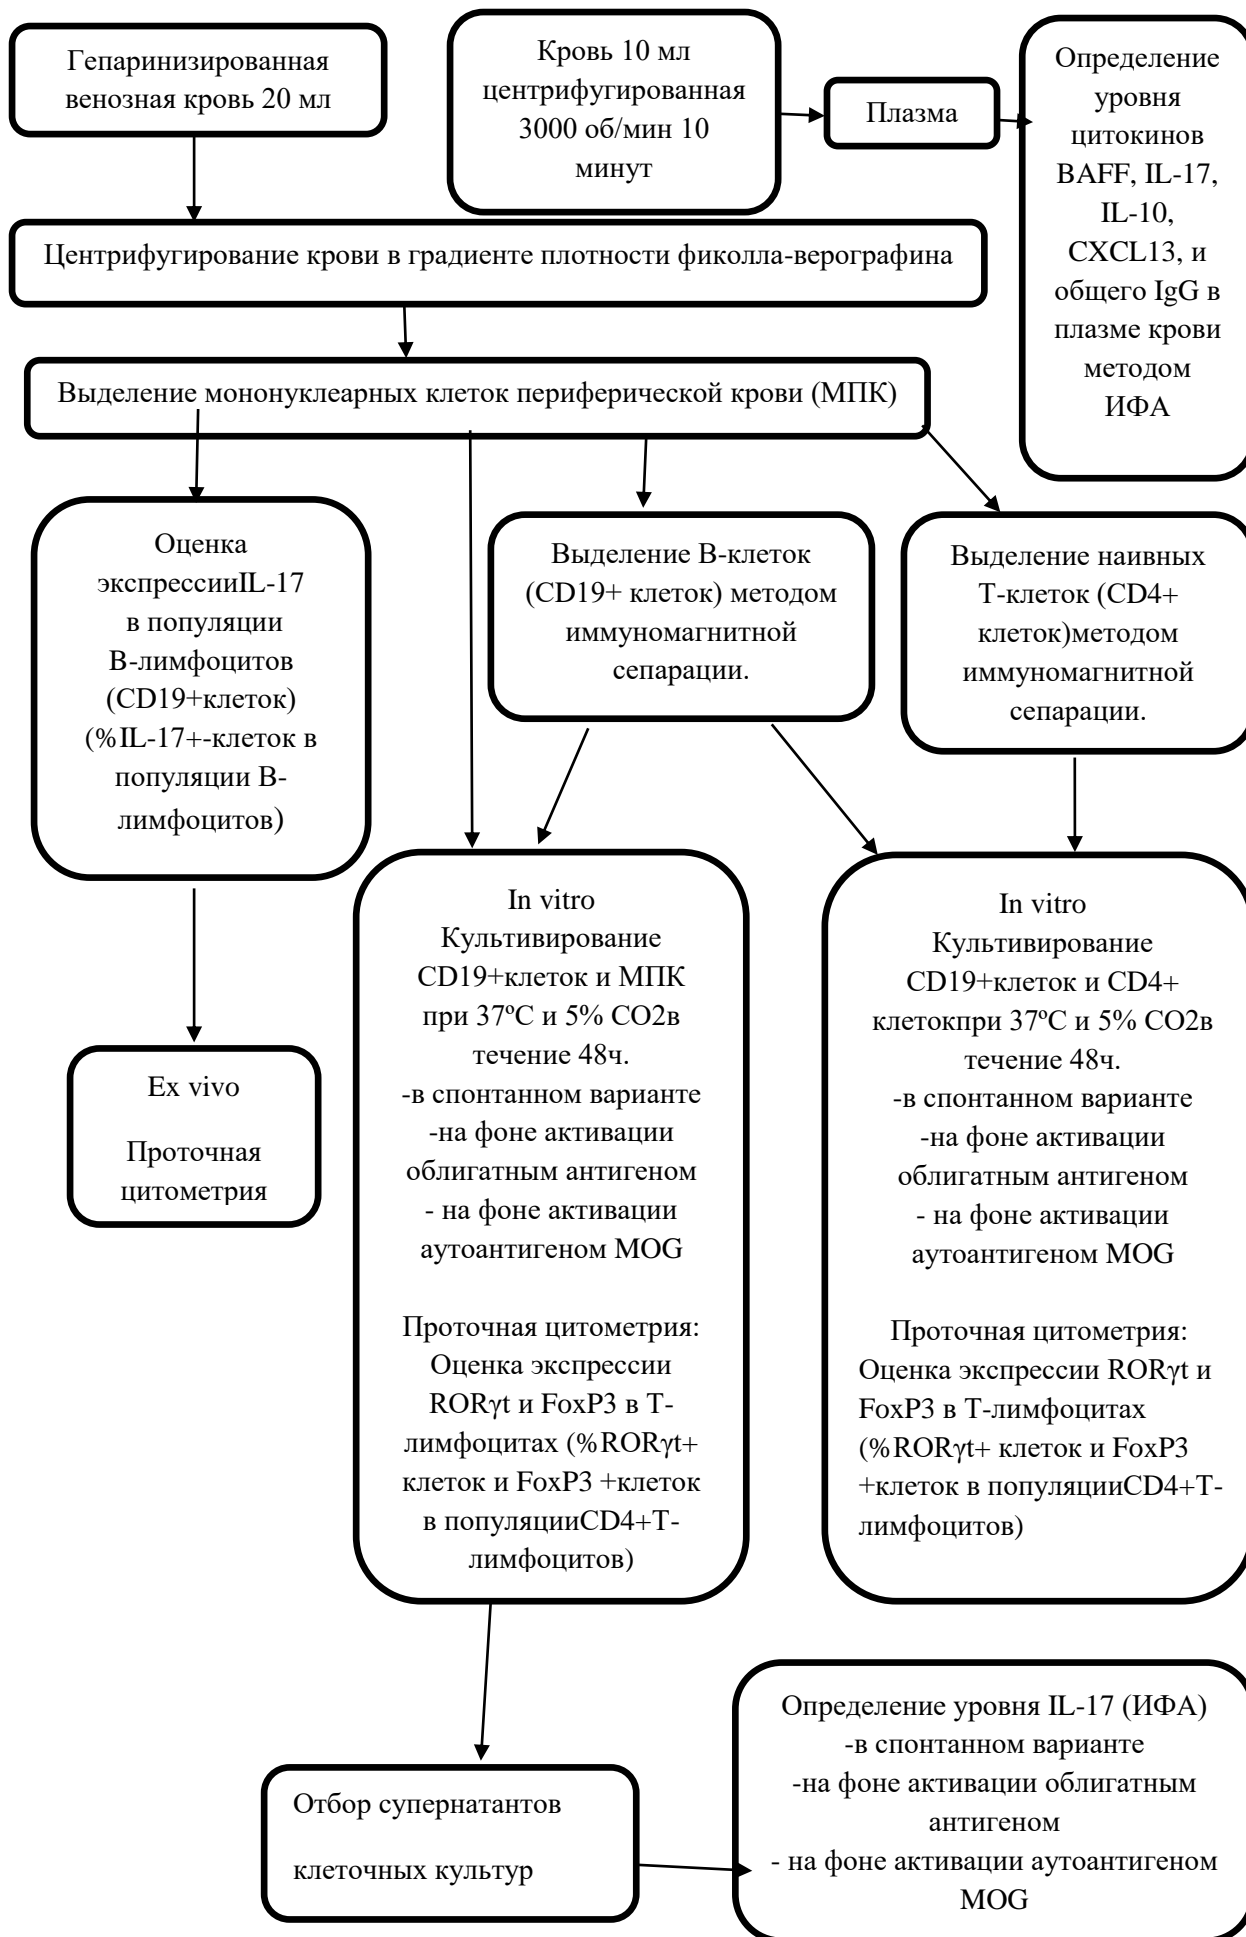 Гепаринизированная
венозная кровь 20 мл
Кровь 10 мл
центрифугированная
3000 об/мин 10
минут
Плазма
Определение
уровня
цитокинов
BAFF, IL-17,
IL-10,
CXCL13, и
общего IgG в
плазме крови
методом
ИФА
Центрифугирование крови в градиенте плотности фиколла-верографина
Выделение мононуклеарных клеток периферической крови (МПК)
Оценка
экспрессииIL-17
в популяции
В-лимфоцитов
(CD19+клеток)
(%IL-17+-клеток в
популяции В-
лимфоцитов)
Выделение В-клеток
(CD19+ клеток) методом
иммуномагнитной
сепарации.
Выделение наивных
Т-клеток (CD4+
клеток)методом
иммуномагнитной
сепарации.
Ex vivo
Проточная
цитометрия
In vitro
Культивирование
CD19+клеток и МПК
при 37ºС и 5% СО2в
течение 48ч.
-в спонтанном варианте
-на фоне активации
облигатным антигеном
- на фоне активации
аутоантигеном MOG
Проточная цитометрия:
Оценка экспрессии
RORγt и FoxP3 в Т-
лимфоцитах (%RORγt+
клеток и FoxP3 +клеток
в популяцииCD4+Т-
лимфоцитов)
In vitro
Культивирование
CD19+клеток и CD4+
клетокпри 37ºС и 5% СО2в
течение 48ч.
-в спонтанном варианте
-на фоне активации
облигатным антигеном
- на фоне активации
аутоантигеном MOG
Проточная цитометрия:
Оценка экспрессии RORγt и
FoxP3 в Т-лимфоцитах
(%RORγt+ клеток и FoxP3
+клеток в популяцииCD4+Т-
лимфоцитов)
Отбор супернатантов
клеточных культур
Определение уровня IL-17 (ИФА)
-в спонтанном варианте
-на фоне активации облигатным
антигеном
- на фоне активации аутоантигеном
MOG